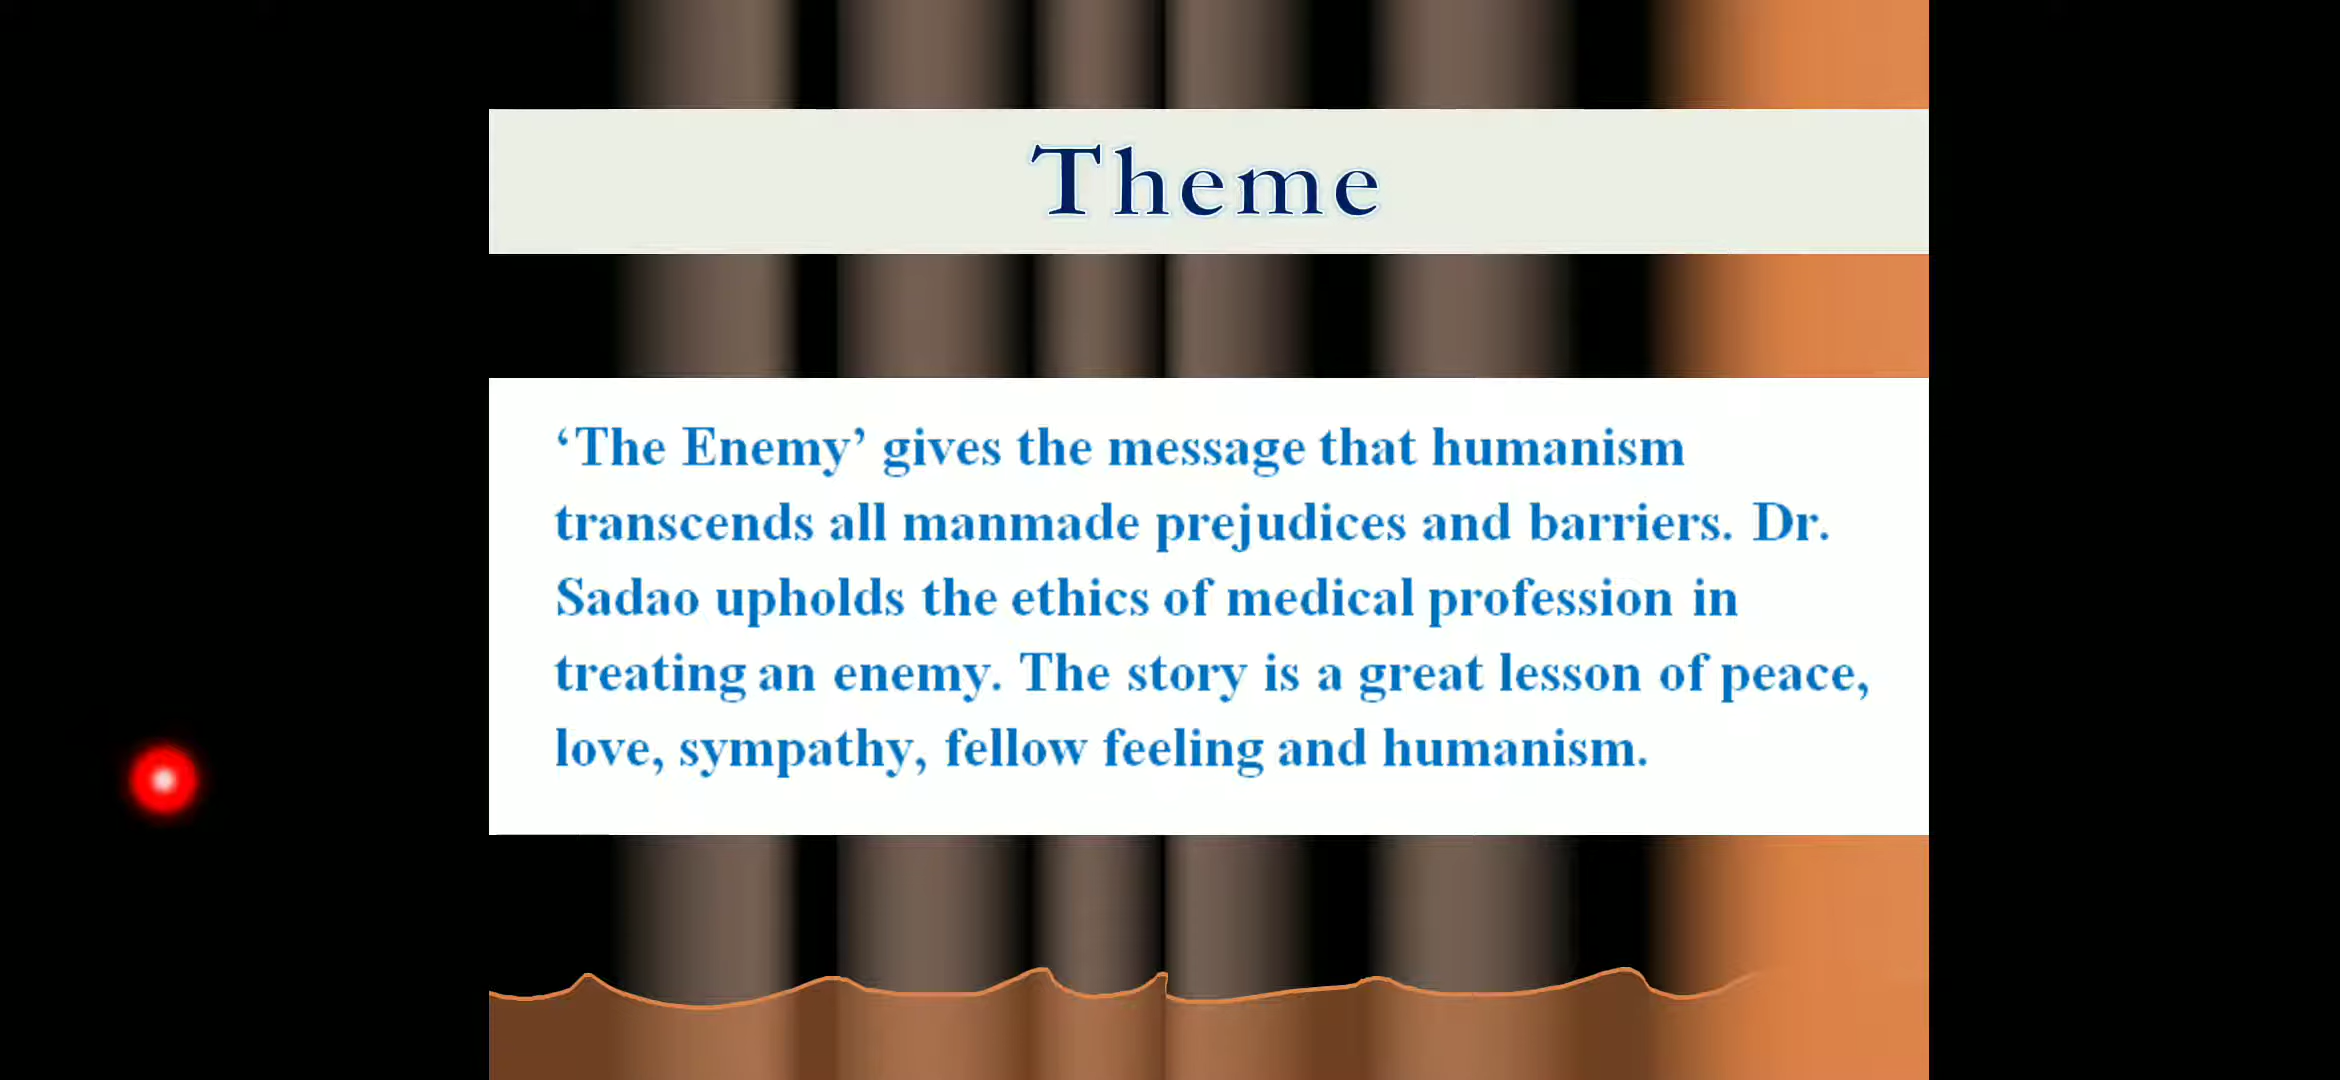 Theme
‘The Enemy’ gives the message that humanism
transcends all manmade prejudices and barriers. Dr.
Sadao upholds the ethics of medical profession in
treating an enemy. The story is a great lesson of peace,
love, sympathy, fellow feeling and humanism.